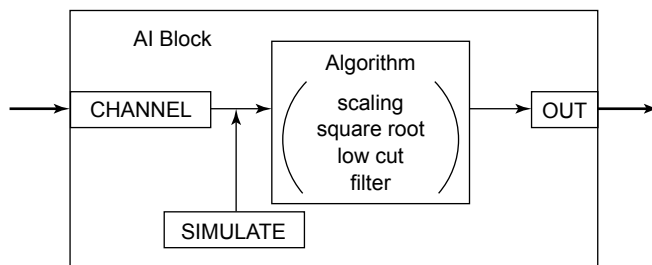 AI Block
Algorithm
CHANNEL
scaling
square root
low cut
filter
OUT
SIMULATE